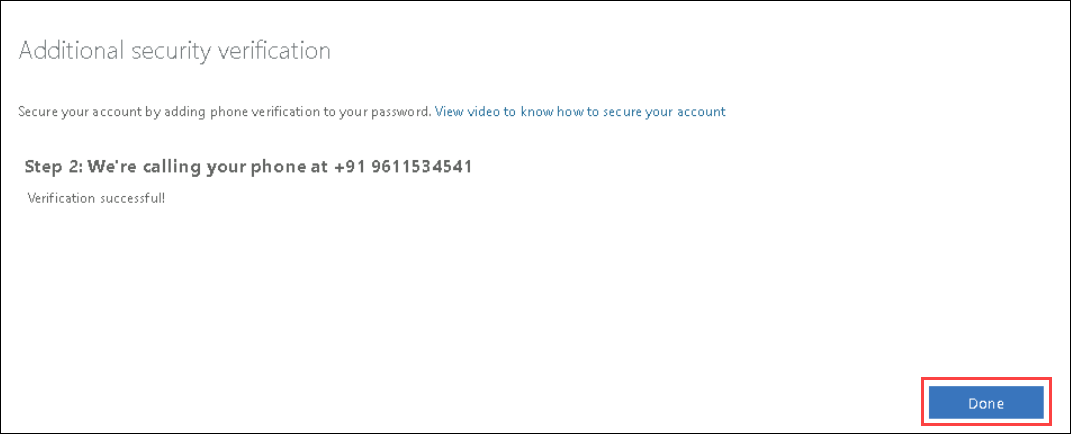 Additional security verification
Secure your account by adding phone verification to your password. View video to know how to secure your account
Step 2: We're calling your phone at +91 9611534541
Verification successful!
Done